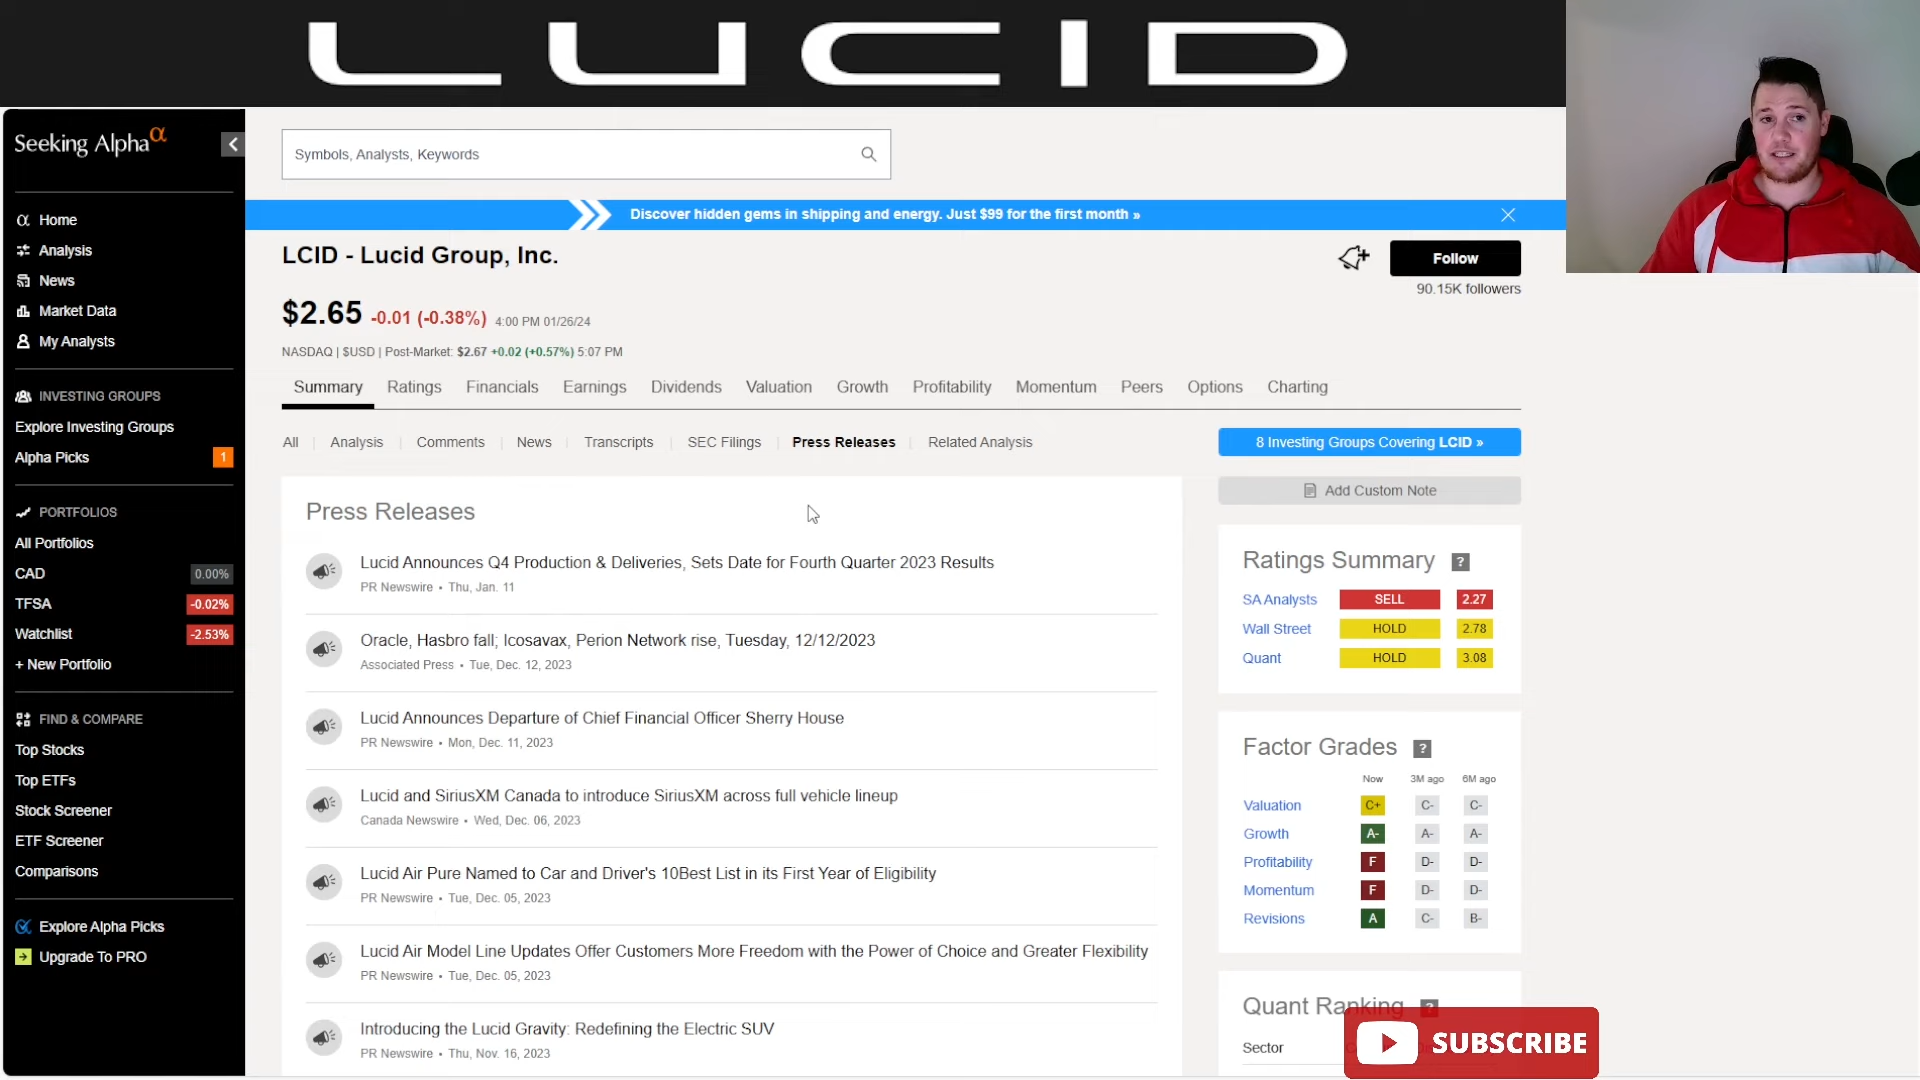 LUCID
Seeking Alpha α
Home
Analysis
News
Market Data
My Analysts
INVESTING GROUPS
Explore Investing Groups
Alpha Picks 1
PORTFOLIOS
All Portfolios
CAD 0.00%
TFSA -0.02%
Watchlist -2.53%
+ New Portfolio
FIND & COMPARE
Top Stocks
Top ETFs
Stock Screener
ETF Screener
Comparisons
Explore Alpha Picks
Upgrade To PRO
Symbols, Analysts, Keywords
Discover hidden gems in shipping and energy. Just $99 for the first month »
LCID - Lucid Group, Inc.
Follow
90.15K followers
$2.65 -0.01 (-0.38%) 4:00 PM 01/26/24
NASDAQ | $USD | Post-Market: $2.67 +0.02 (+0.57%) 5:07 PM
Summary Ratings Financials Earnings Dividends Valuation Growth Profitability Momentum Peers Options Charting
All | Analysis | Comments | News | Transcripts | SEC Filings | Press Releases | Related Analysis
8 Investing Groups Covering LCID »
Press Releases
Lucid Announces Q4 Production & Deliveries, Sets Date for Fourth Quarter 2023 Results
PR Newswire • Thu, Jan. 11
Oracle, Hasbro fall; Icosavax, Perion Network rise, Tuesday, 12/12/2023
Associated Press • Tue, Dec. 12, 2023
Lucid Announces Departure of Chief Financial Officer Sherry House
PR Newswire • Mon, Dec. 11, 2023
Lucid and SiriusXM Canada to introduce SiriusXM across full vehicle lineup
Canada Newswire • Wed, Dec. 06, 2023
Lucid Air Pure Named to Car and Driver's 10Best List in its First Year of Eligibility
PR Newswire • Tue, Dec. 05, 2023
Lucid Air Model Line Updates Offer Customers More Freedom with the Power of Choice and Greater Flexibility
PR Newswire • Tue, Dec. 05, 2023
Introducing the Lucid Gravity: Redefining the Electric SUV
PR Newswire • Thu, Nov. 16, 2023
Add Custom Note
Ratings Summary ?
SA Analysts SELL 2.27
Wall Street HOLD 2.78
Quant HOLD 3.08
Factor Grades ?
Now 3M ago 6M ago
Valuation C+ C- C-
Growth A- A- A-
Profitability F D- D-
Momentum F D- D-
Revisions A C- B-
Quant Ranking ?
Sector
SUBSCRIBE